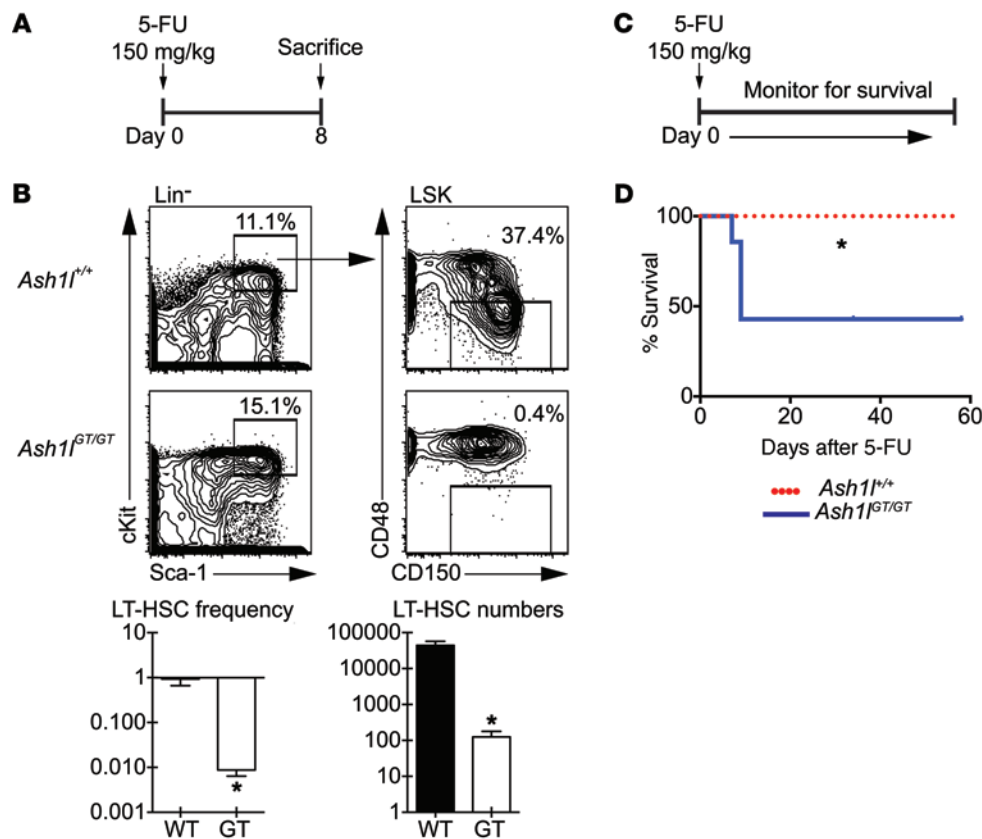 A
5-FU
150 mg/kg
Sacrifice
Day 0
8
B
Lin⁻
LSK
11.1%
37.4%
Ash1l+/+
15.1%
0.4%
Ash1lGT/GT
cKit
Sca-1
CD48
CD150
LT-HSC frequency
10
1
0.100
0.010
0.001
*
WT
GT
LT-HSC numbers
100000
10000
1000
100
10
1
*
WT
GT
C
5-FU
150 mg/kg
Monitor for survival
Day 0
D
% Survival
100
50
0
*
0
20
40
60
Days after 5-FU
Ash1l+/+
Ash1lGT/GT